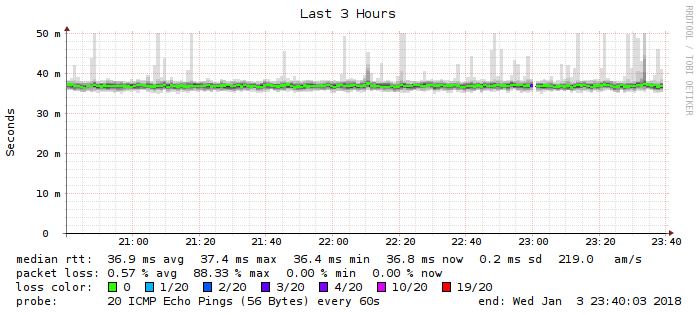 Last 3 Hours
RRDTOOL / TOBI OETIKER
Seconds
50 m
40 m
30 m
20 m
10 m
0
21:00 21:20 21:40 22:00 22:20 22:40 23:00 23:20 23:40
median rtt: 36.9 ms avg 37.4 ms max 36.4 ms min 36.8 ms now 0.2 ms sd 219.0 am/s
packet loss: 0.57 % avg 88.33 % max 0.00 % min 0.00 % now
loss color: 0 1/20 2/20 3/20 4/20 10/20 19/20
probe: 20 ICMP Echo Pings (56 Bytes) every 60s end: Wed Jan 3 23:40:03 2018